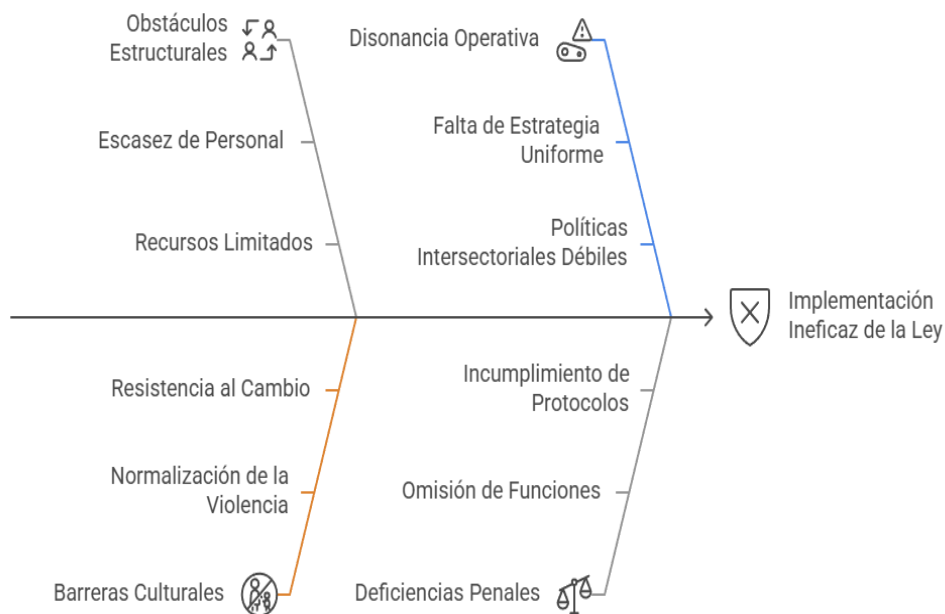 Obstáculos
Estructurales
Escasez de Personal
Recursos Limitados
Disonancia Operativa
Falta de Estrategia
Uniforme
Políticas
Intersectoriales Débiles
Implementación
Ineficaz de la Ley
Resistencia al Cambio
Normalización de la
Violencia
Barreras Culturales
Incumplimiento de
Protocolos
Omisión de Funciones
Deficiencias Penales